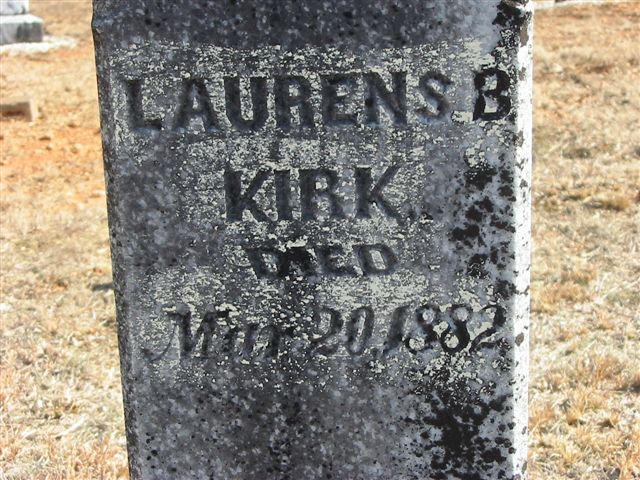 LAURENS B
KIRK.
DIED
Mar. 20, 1882